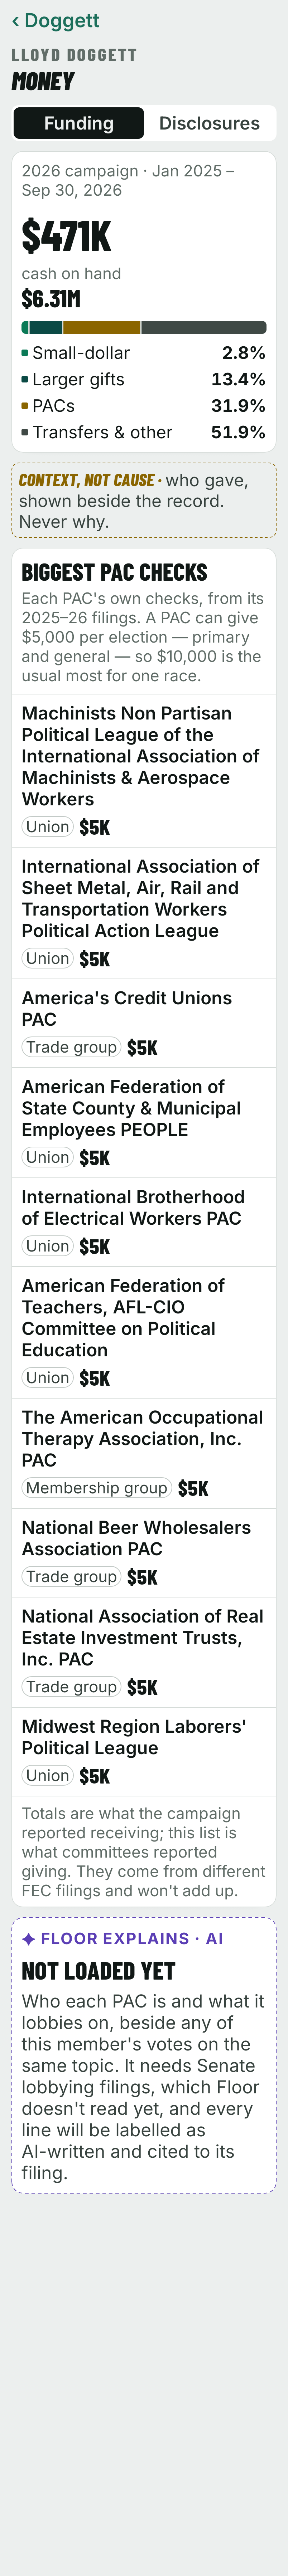 ‹ Doggett
LLOYD DOGGETT
MONEY
Funding
Disclosures
2026 campaign · Jan 2025 –
Sep 30, 2026
$471K
cash on hand
$6.31M
Small-dollar 2.8%
Larger gifts 13.4%
PACs 31.9%
Transfers & other 51.9%
CONTEXT, NOT CAUSE · who gave,
shown beside the record.
Never why.
BIGGEST PAC CHECKS
Each PAC's own checks, from its
2025–26 filings. A PAC can give
$5,000 per election — primary
and general — so $10,000 is the
usual most for one race.
Machinists Non Partisan
Political League of the
International Association of
Machinists & Aerospace
Workers
Union $5K
International Association of
Sheet Metal, Air, Rail and
Transportation Workers
Political Action League
Union $5K
America's Credit Unions
PAC
Trade group $5K
American Federation of
State County & Municipal
Employees PEOPLE
Union $5K
International Brotherhood
of Electrical Workers PAC
Union $5K
American Federation of
Teachers, AFL-CIO
Committee on Political
Education
Union $5K
The American Occupational
Therapy Association, Inc.
PAC
Membership group $5K
National Beer Wholesalers
Association PAC
Trade group $5K
National Association of Real
Estate Investment Trusts,
Inc. PAC
Trade group $5K
Midwest Region Laborers'
Political League
Union $5K
Totals are what the campaign
reported receiving; this list is
what committees reported
giving. They come from different
FEC filings and won't add up.
✦ FLOOR EXPLAINS · AI
NOT LOADED YET
Who each PAC is and what it
lobbies on, beside any of
this member's votes on the
same topic. It needs Senate
lobbying filings, which Floor
doesn't read yet, and every
line will be labelled as
AI-written and cited to its
filing.